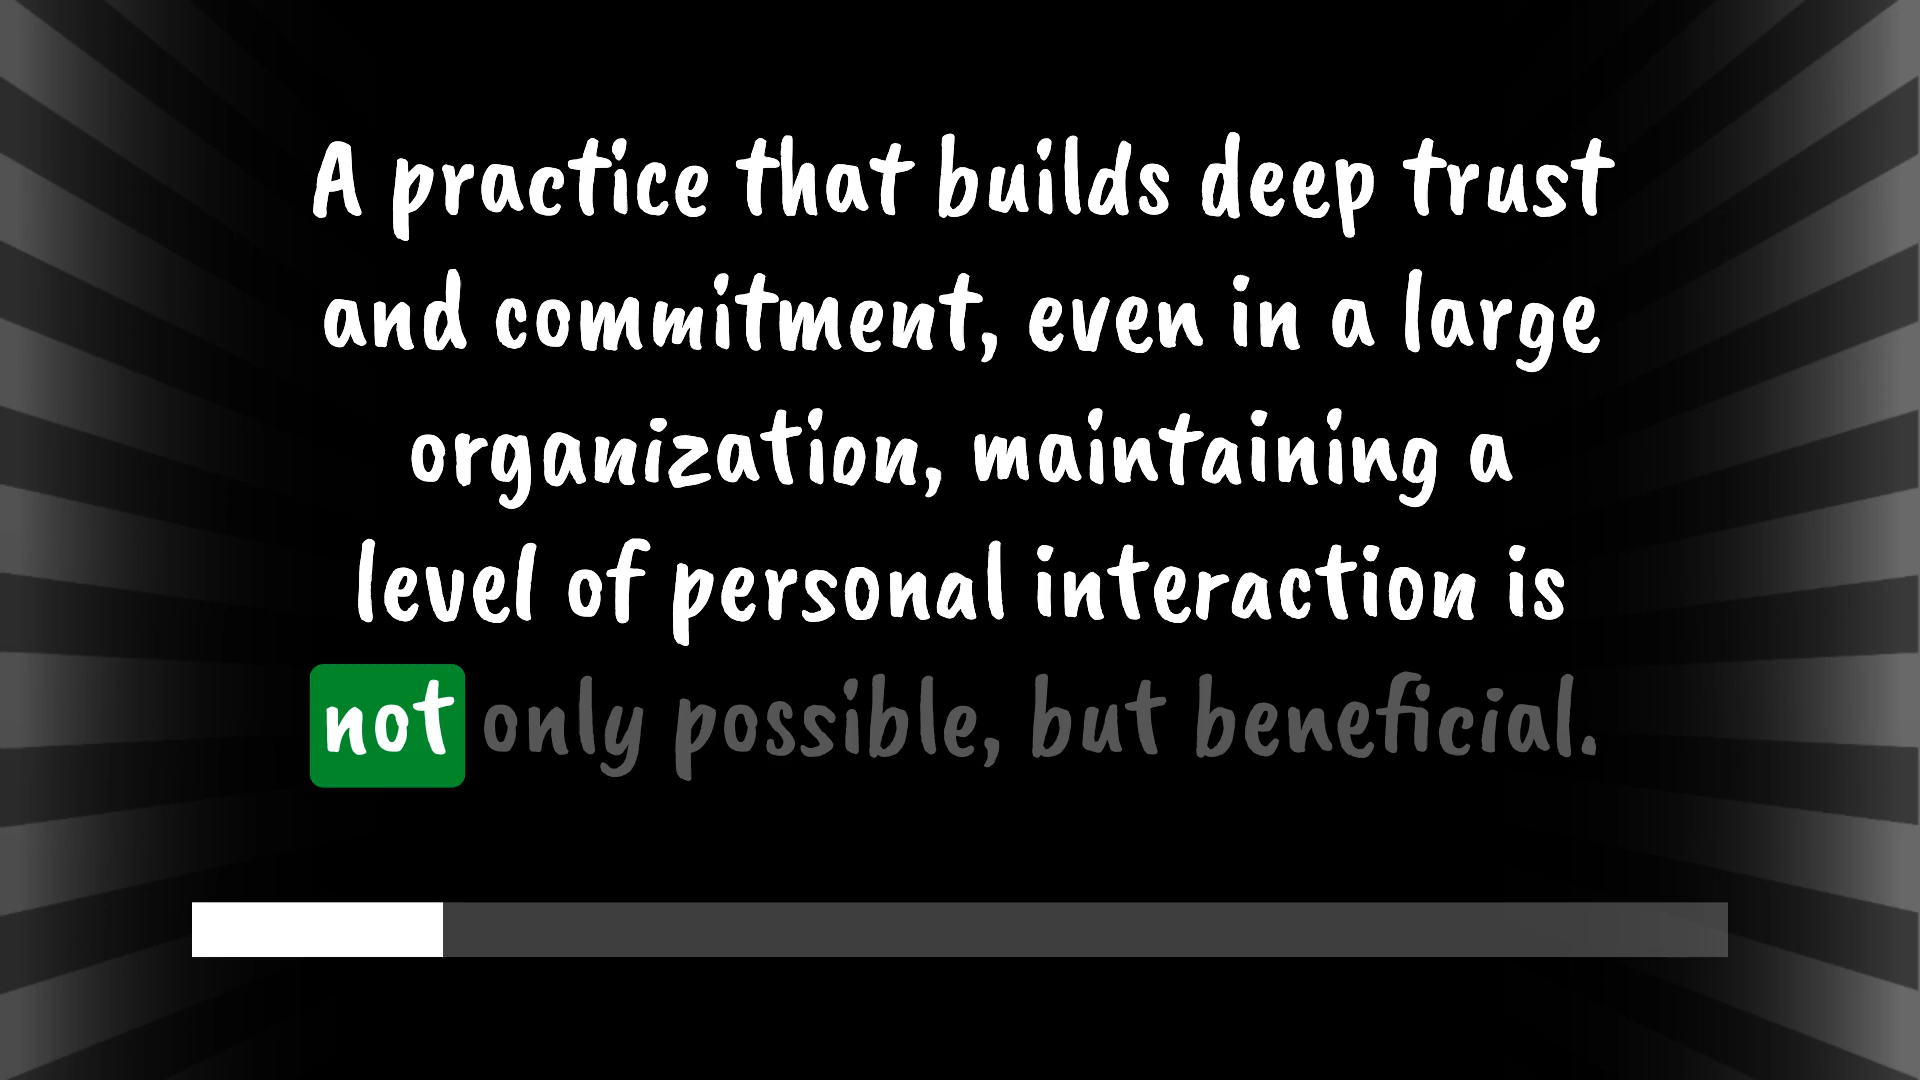 A practice that builds deep trust
and commitment, even in a large
organization, maintaining a
level of personal interaction is
not only possible, but beneficial.